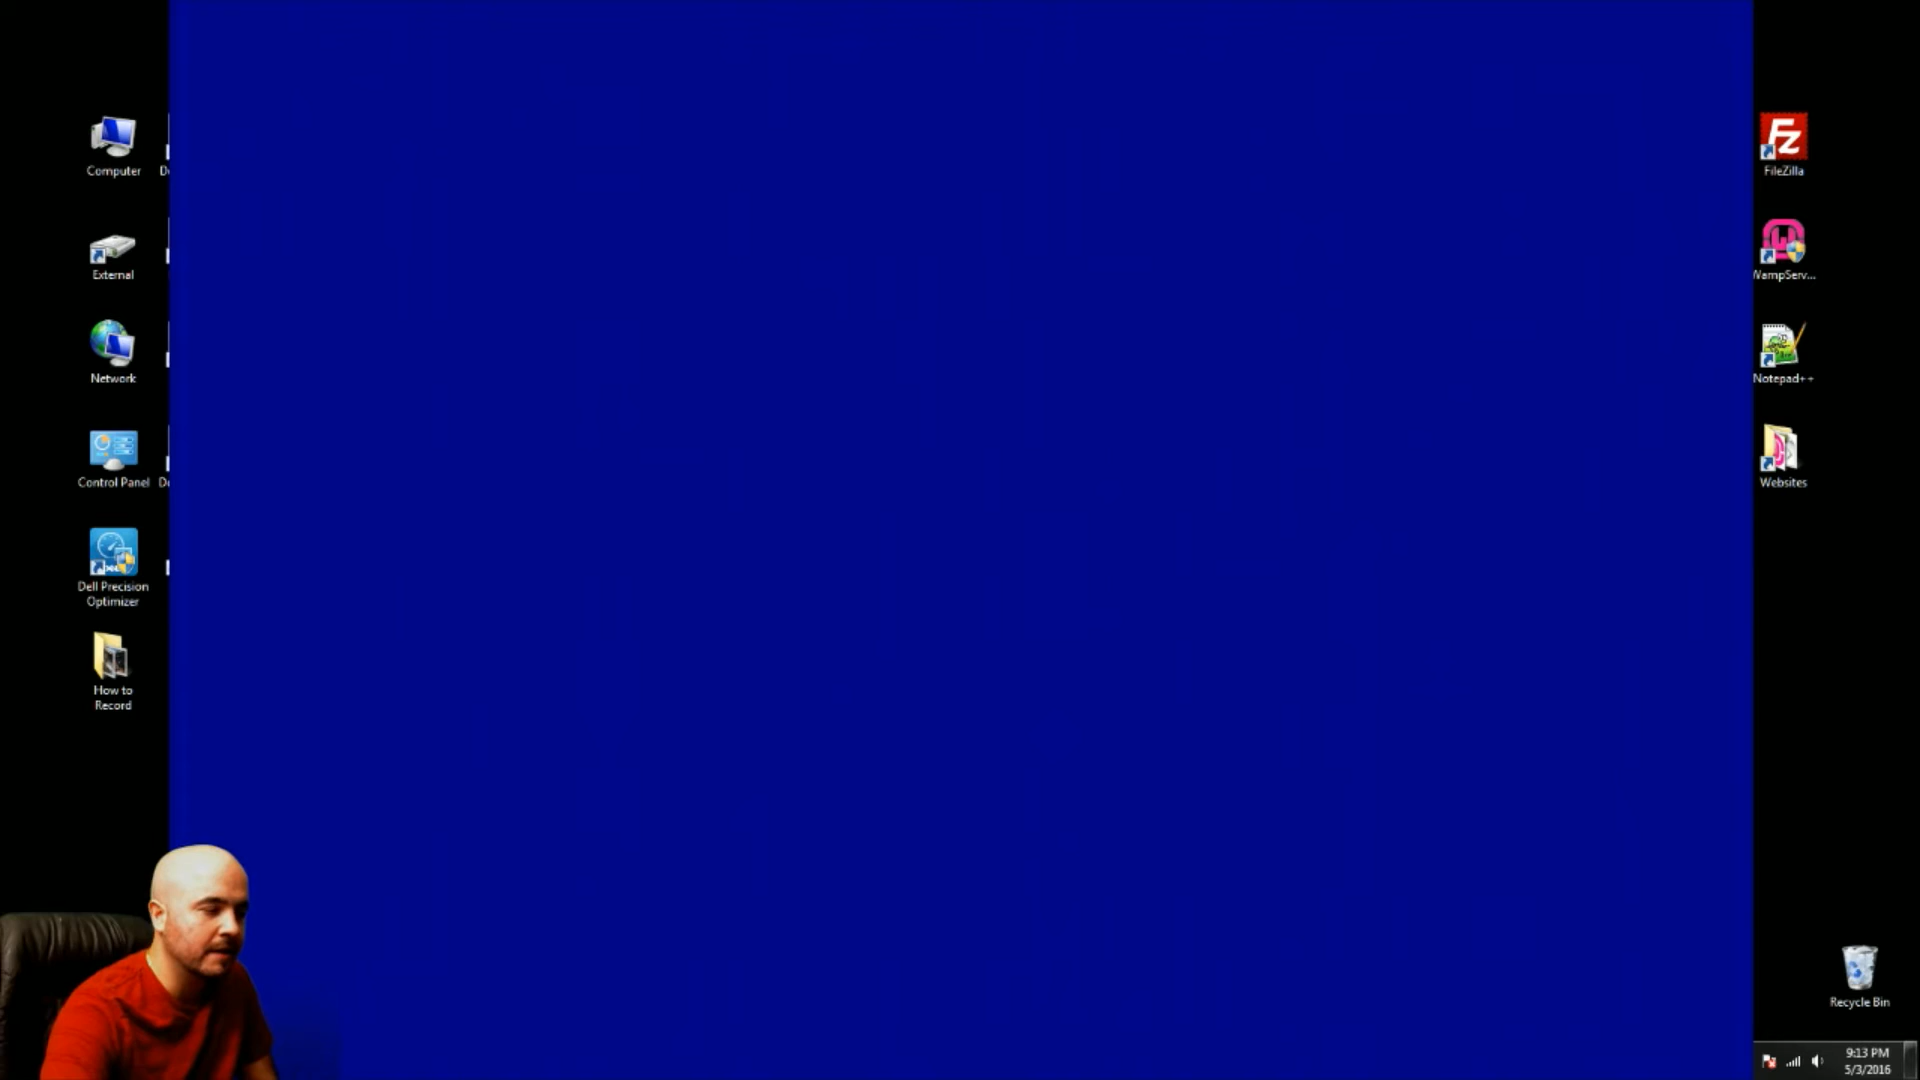 Computer
External
Network
Control Panel
Dell Precision
Optimizer
How to
Record
FileZilla
WampServ...
Notepad++
Websites
Recycle Bin
9:13 PM
5/3/2016